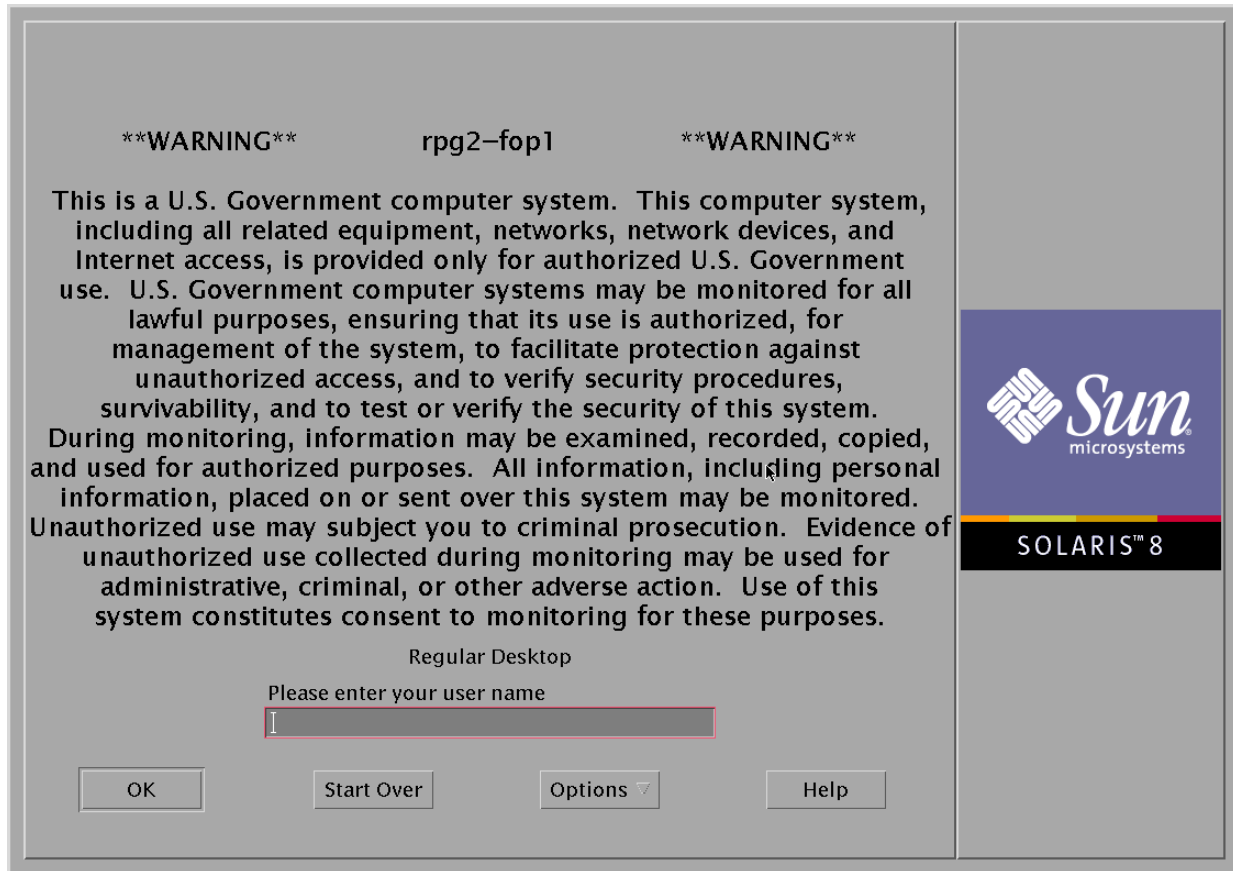 **WARNING** rpg2-fop1 **WARNING**
This is a U.S. Government computer system. This computer system,
including all related equipment, networks, network devices, and
Internet access, is provided only for authorized U.S. Government
use. U.S. Government computer systems may be monitored for all
lawful purposes, ensuring that its use is authorized, for
management of the system, to facilitate protection against
unauthorized access, and to verify security procedures,
survivability, and to test or verify the security of this system.
During monitoring, information may be examined, recorded, copied,
and used for authorized purposes. All information, including personal
information, placed on or sent over this system may be monitored.
Unauthorized use may subject you to criminal prosecution. Evidence of
unauthorized use collected during monitoring may be used for
administrative, criminal, or other adverse action. Use of this
system constitutes consent to monitoring for these purposes.
Regular Desktop
Please enter your user name
OK Start Over Options Help
Sun
microsystems
SOLARIS™ 8